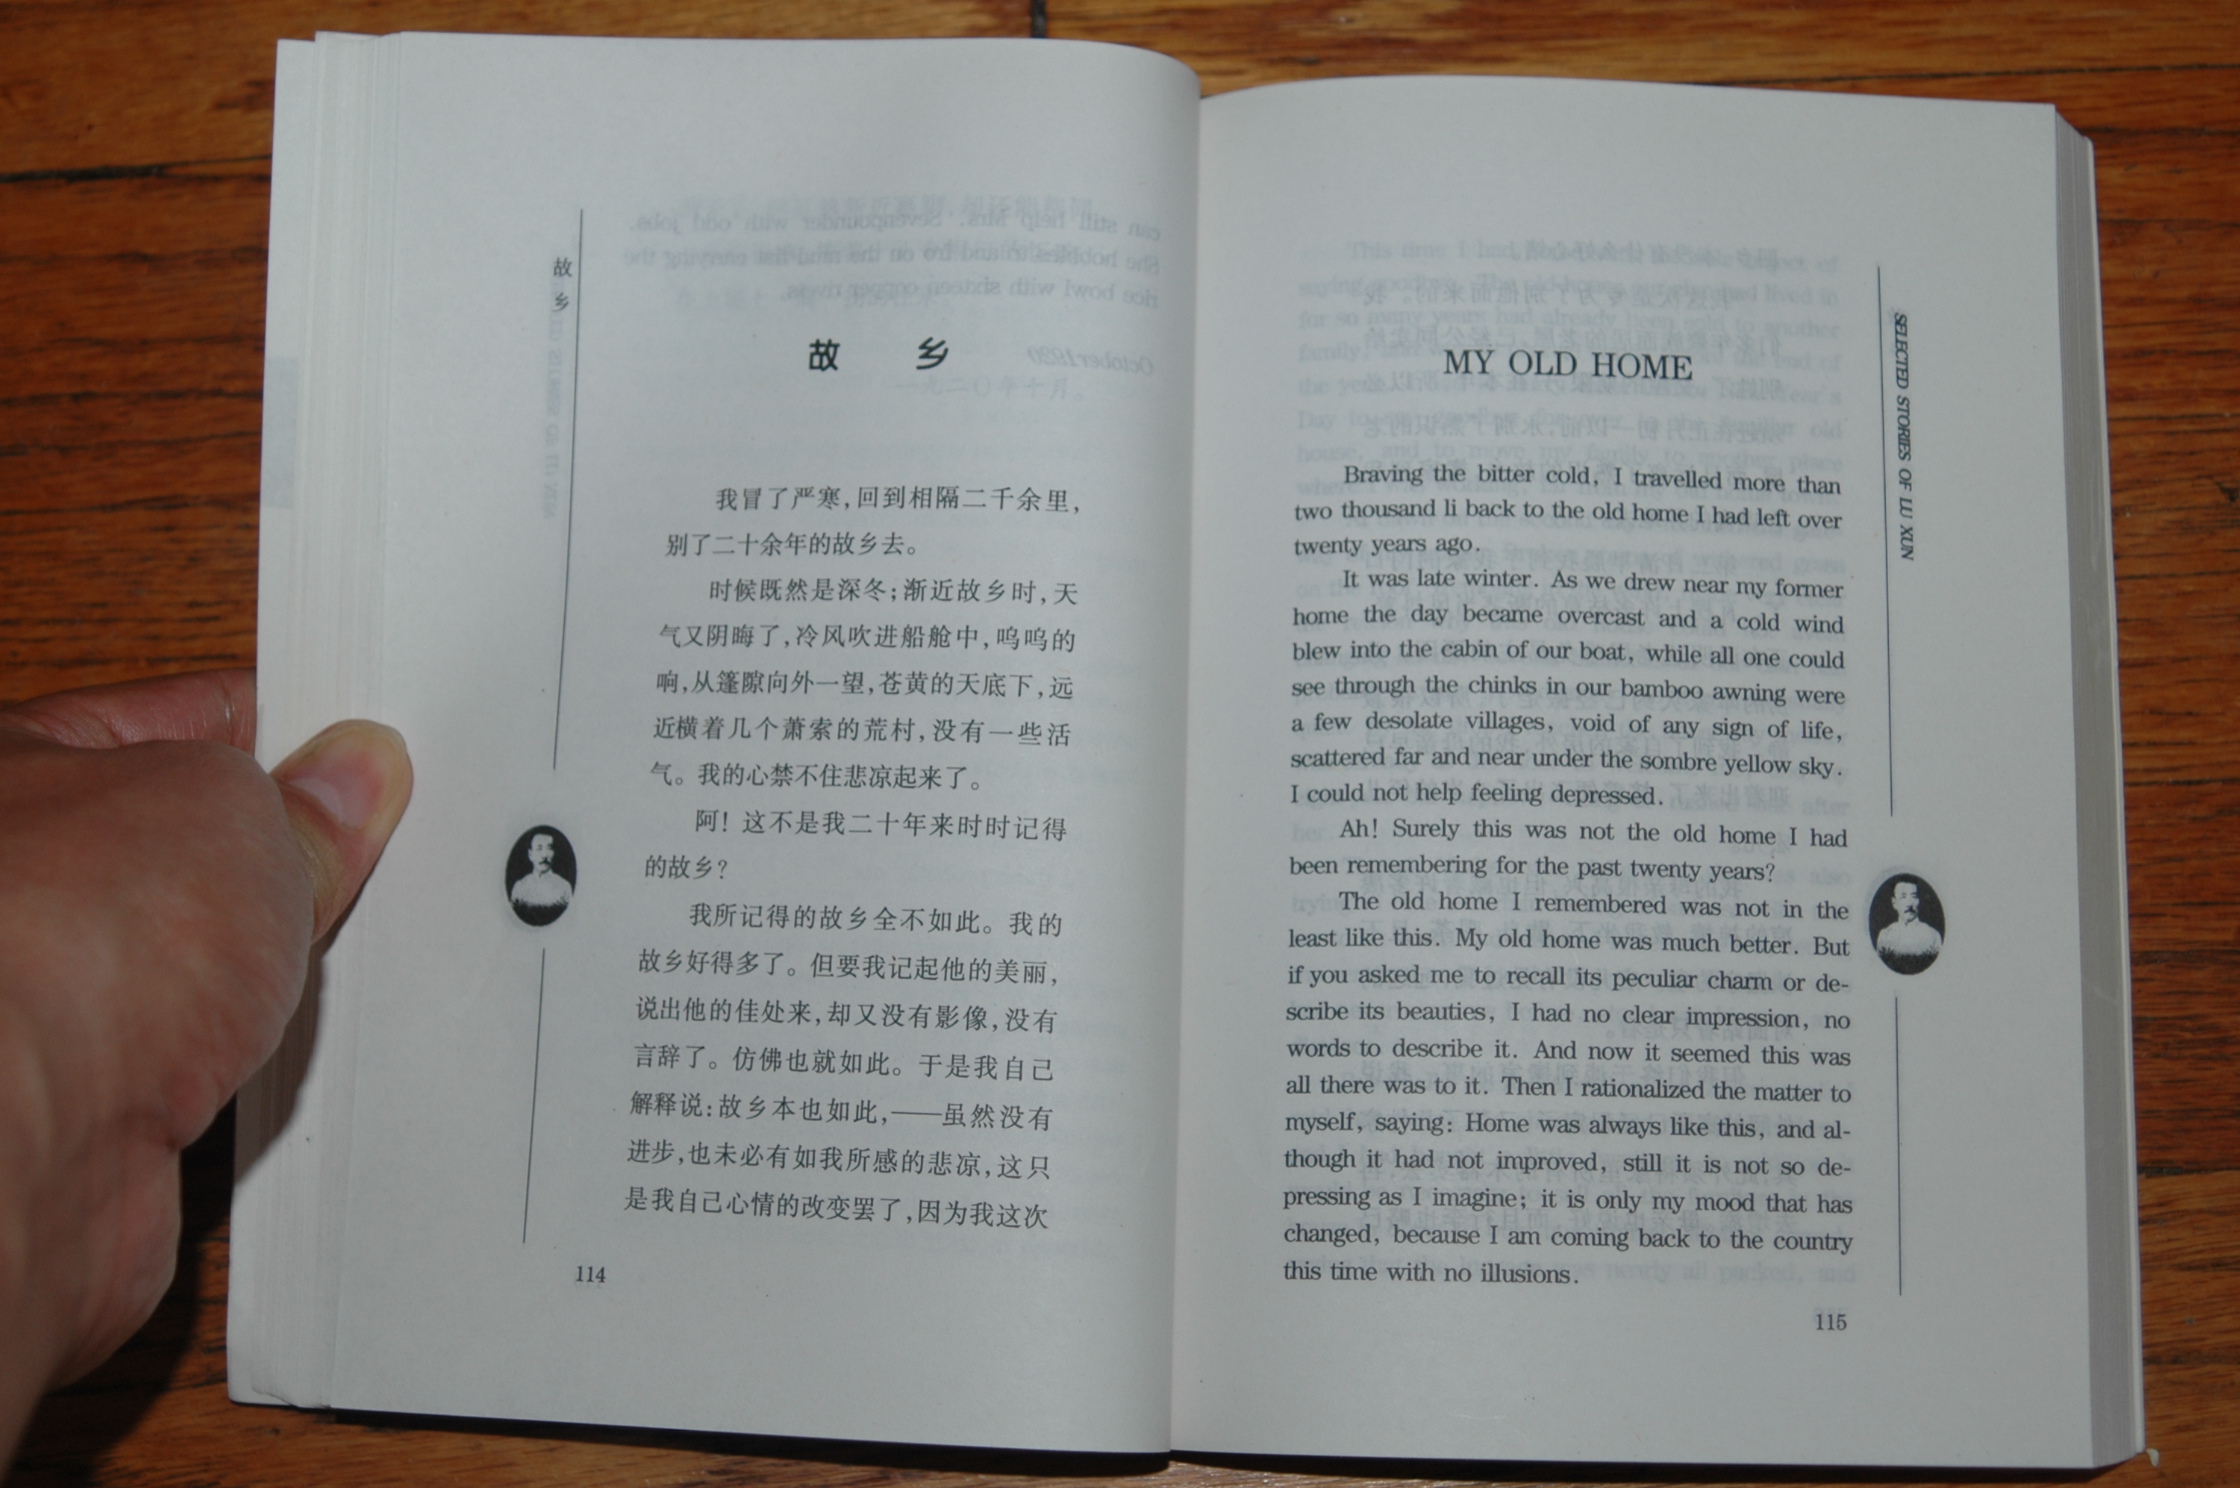 故
乡
故 乡
我冒了严寒,回到相隔二千余里,
别了二十余年的故乡去。
时候既然是深冬;渐近故乡时,天
气又阴晦了,冷风吹进船舱中,呜呜的
响,从篷隙向外一望,苍黄的天底下,远
近横着几个萧索的荒村,没有一些活
气。我的心禁不住悲凉起来了。
阿! 这不是我二十年来时时记得
的故乡?
我所记得的故乡全不如此。我的
故乡好得多了。但要我记起他的美丽,
说出他的佳处来,却又没有影像,没有
言辞了。仿佛也就如此。于是我自己
解释说:故乡本也如此,——虽然没有
进步,也未必有如我所感的悲凉,这只
是我自己心情的改变罢了,因为我这次
114
MY OLD HOME
Braving the bitter cold, I travelled more than
two thousand li back to the old home I had left over
twenty years ago.
It was late winter. As we drew near my former
home the day became overcast and a cold wind
blew into the cabin of our boat, while all one could
see through the chinks in our bamboo awning were
a few desolate villages, void of any sign of life,
scattered far and near under the sombre yellow sky.
I could not help feeling depressed.
Ah! Surely this was not the old home I had
been remembering for the past twenty years?
The old home I remembered was not in the
least like this. My old home was much better. But
if you asked me to recall its peculiar charm or de-
scribe its beauties, I had no clear impression, no
words to describe it. And now it seemed this was
all there was to it. Then I rationalized the matter to
myself, saying: Home was always like this, and al-
though it had not improved, still it is not so de-
pressing as I imagine; it is only my mood that has
changed, because I am coming back to the country
this time with no illusions.
115
SELECTED STORIES OF LU XUN